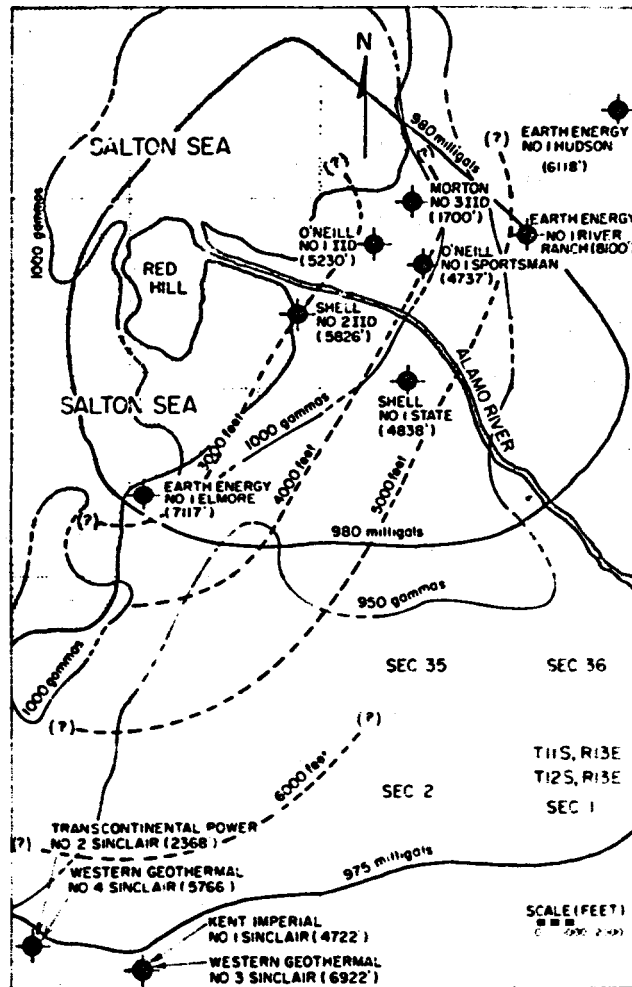 N
980 milligals
SALTON SEA
1000 gammas
(?)
(?)
(?)
EARTH ENERGY
NO 1 HUDSON
(6118')
MORTON
NO 3 IID
(1700')
EARTH ENERGY
NO 1 RIVER
RANCH (8100')
O'NEILL
NO 1 IID
(5230')
O'NEILL
NO 1 SPORTSMAN
(4737')
RED
HILL
SHELL
NO 2 IID
(5826')
ALAMO RIVER
SALTON SEA
SHELL
NO 1 STATE
(4838')
3000 feet
1000 gammas
4000 feet
5000 feet
EARTH ENERGY
NO 1 ELMORE
(7117')
(?)
980 milligals
950 gammas
1000 gammas
SEC 35
SEC 36
(?)
(?)
6000 feet
T11S, R13E
T12S, R13E
SEC 2
SEC 1
TRANSCONTINENTAL POWER
NO 2 SINCLAIR (2368')
(?)
WESTERN GEOTHERMAL
NO 4 SINCLAIR (5766')
975 milligals
KENT IMPERIAL
NO 1 SINCLAIR (4722')
WESTERN GEOTHERMAL
NO 3 SINCLAIR (6922')
SCALE (FEET)